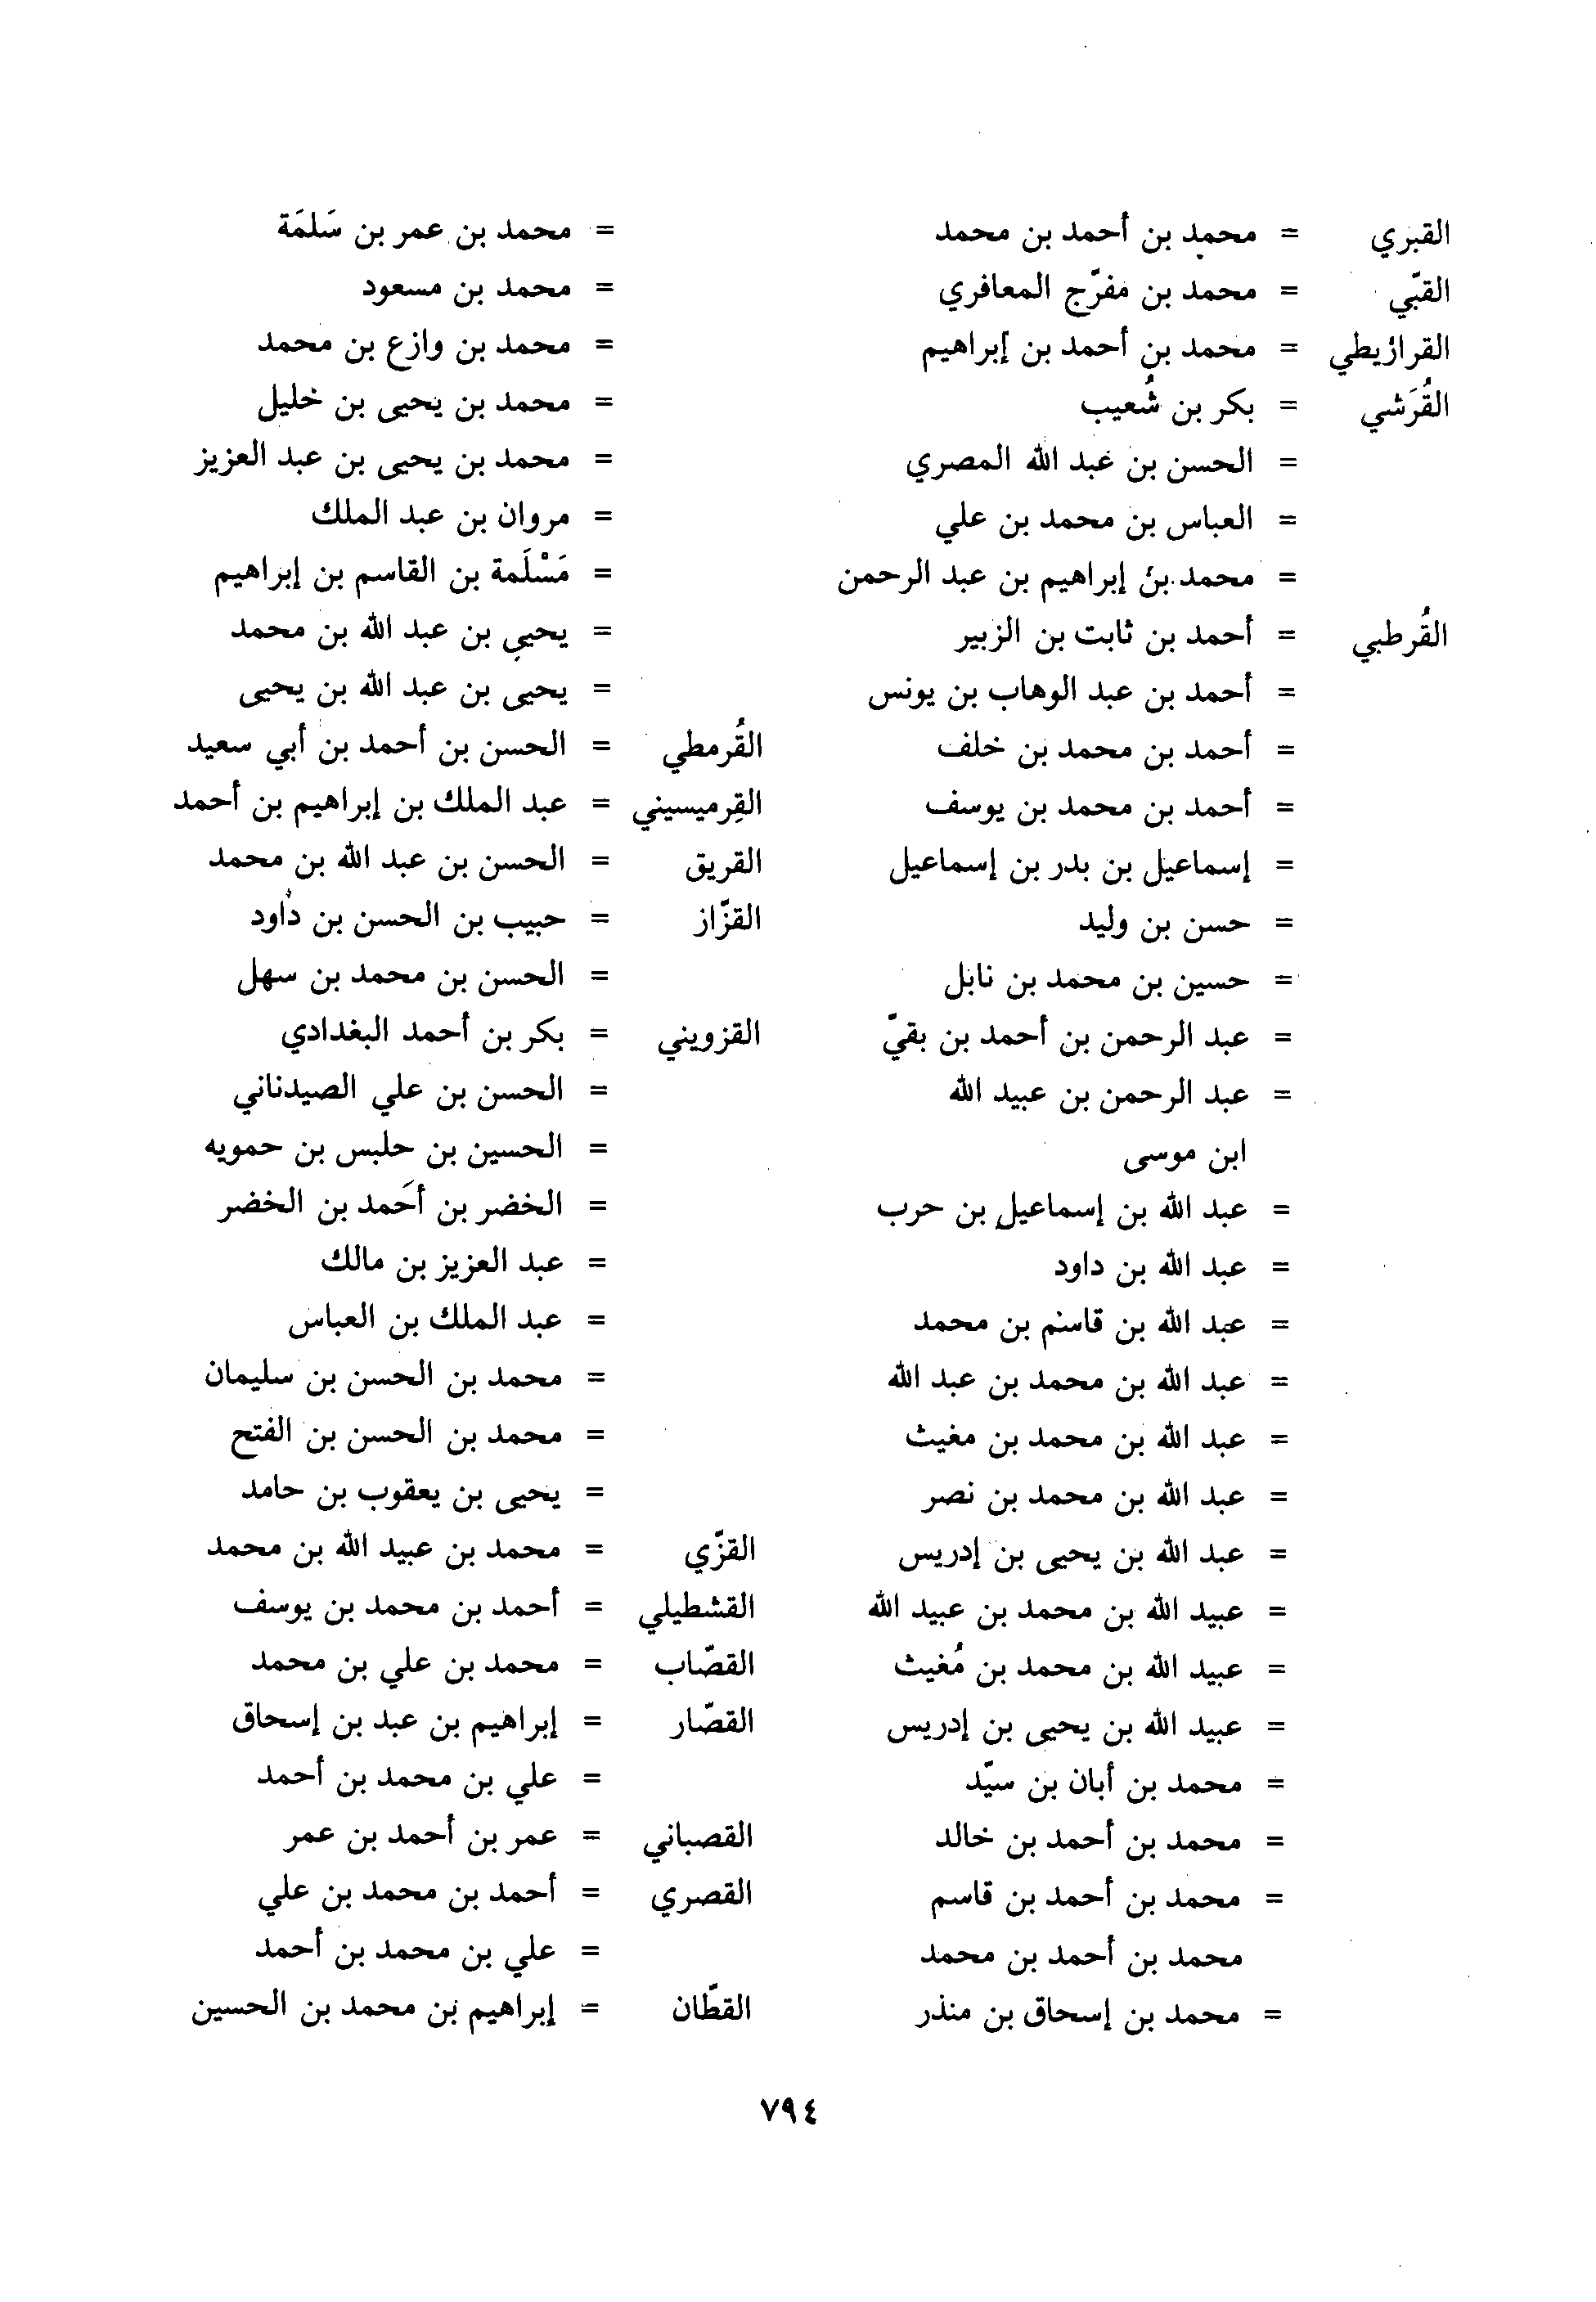 القبري = محمد بن أحمد بن محمد
القبّي = محمد بن مفرّج المعافري
القراريطي = محمد بن أحمد بن إبراهيم
القُرَشي = بكر بن شُعيب
= الحسن بن عبد الله المصري
= العباس بن محمد بن علي
= محمد بن إبراهيم بن عبد الرحمن
القُرطبي = أحمد بن ثابت بن الزبير
= أحمد بن عبد الوهاب بن يونس
= أحمد بن محمد بن خلف
= أحمد بن محمد بن يوسف
= إسماعيل بن بدر بن إسماعيل
= حسن بن وليد
= حسين بن محمد بن نابل
= عبد الرحمن بن أحمد بن بقيّ
= عبد الرحمن بن عبيد الله
ابن موسى
= عبد الله بن إسماعيل بن حرب
= عبد الله بن داود
= عبد الله بن قاسم بن محمد
= عبد الله بن محمد بن عبد الله
= عبد الله بن محمد بن مغيث
= عبد الله بن محمد بن نصر
= عبد الله بن يحيى بن إدريس
= عبيد الله بن محمد بن عبيد الله
= عبيد الله بن محمد بن مُغيث
= عبيد الله بن يحيى بن إدريس
= محمد بن أبان بن سيّد
= محمد بن أحمد بن خالد
= محمد بن أحمد بن قاسم
محمد بن أحمد بن محمد
= محمد بن إسحاق بن منذر
= محمد بن عمر بن سَلمَة
= محمد بن مسعود
= محمد بن وازع بن محمد
= محمد بن يحيى بن خليل
= محمد بن يحيى بن عبد العزيز
= مروان بن عبد الملك
= مَسْلَمة بن القاسم بن إبراهيم
= يحيى بن عبد الله بن محمد
= يحيى بن عبد الله بن يحيى
القُرمطي = الحسن بن أحمد بن أبي سعيد
القِرميسيني = عبد الملك بن إبراهيم بن أحمد
القريق = الحسن بن عبد الله بن محمد
القزّاز = حبيب بن الحسن بن داود
= الحسن بن محمد بن سهل
القزويني = بكر بن أحمد البغدادي
= الحسن بن علي الصيدناني
= الحسين بن حلبس بن حمويه
= الخضر بن أحَمد بن الخضر
= عبد العزيز بن مالك
= عبد الملك بن العباس
= محمد بن الحسن بن سليمان
= محمد بن الحسن بن الفتح
= يحيى بن يعقوب بن حامد
القزّي = محمد بن عبيد الله بن محمد
القشطيلي = أحمد بن محمد بن يوسف
القصّاب = محمد بن علي بن محمد
القصّار = إبراهيم بن عبد بن إسحاق
= علي بن محمد بن أحمد
القصباني = عمر بن أحمد بن عمر
القصري = أحمد بن محمد بن علي
= علي بن محمد بن أحمد
القطّان = إبراهيم بن محمد بن الحسين
٧٩٤